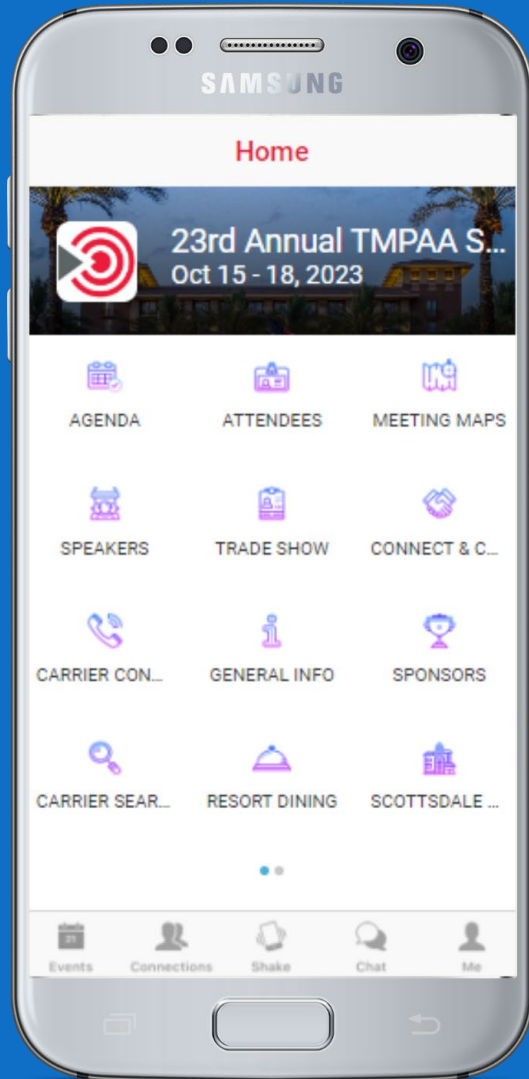 SAMSUNG
Home
23rd Annual TMPAA S...
Oct 15 - 18, 2023
AGENDA
ATTENDEES
MEETING MAPS
SPEAKERS
TRADE SHOW
CONNECT & C...
CARRIER CON...
GENERAL INFO
SPONSORS
CARRIER SEAR...
RESORT DINING
SCOTTSDALE ...
21
Events
Connections
Shake
Chat
Me